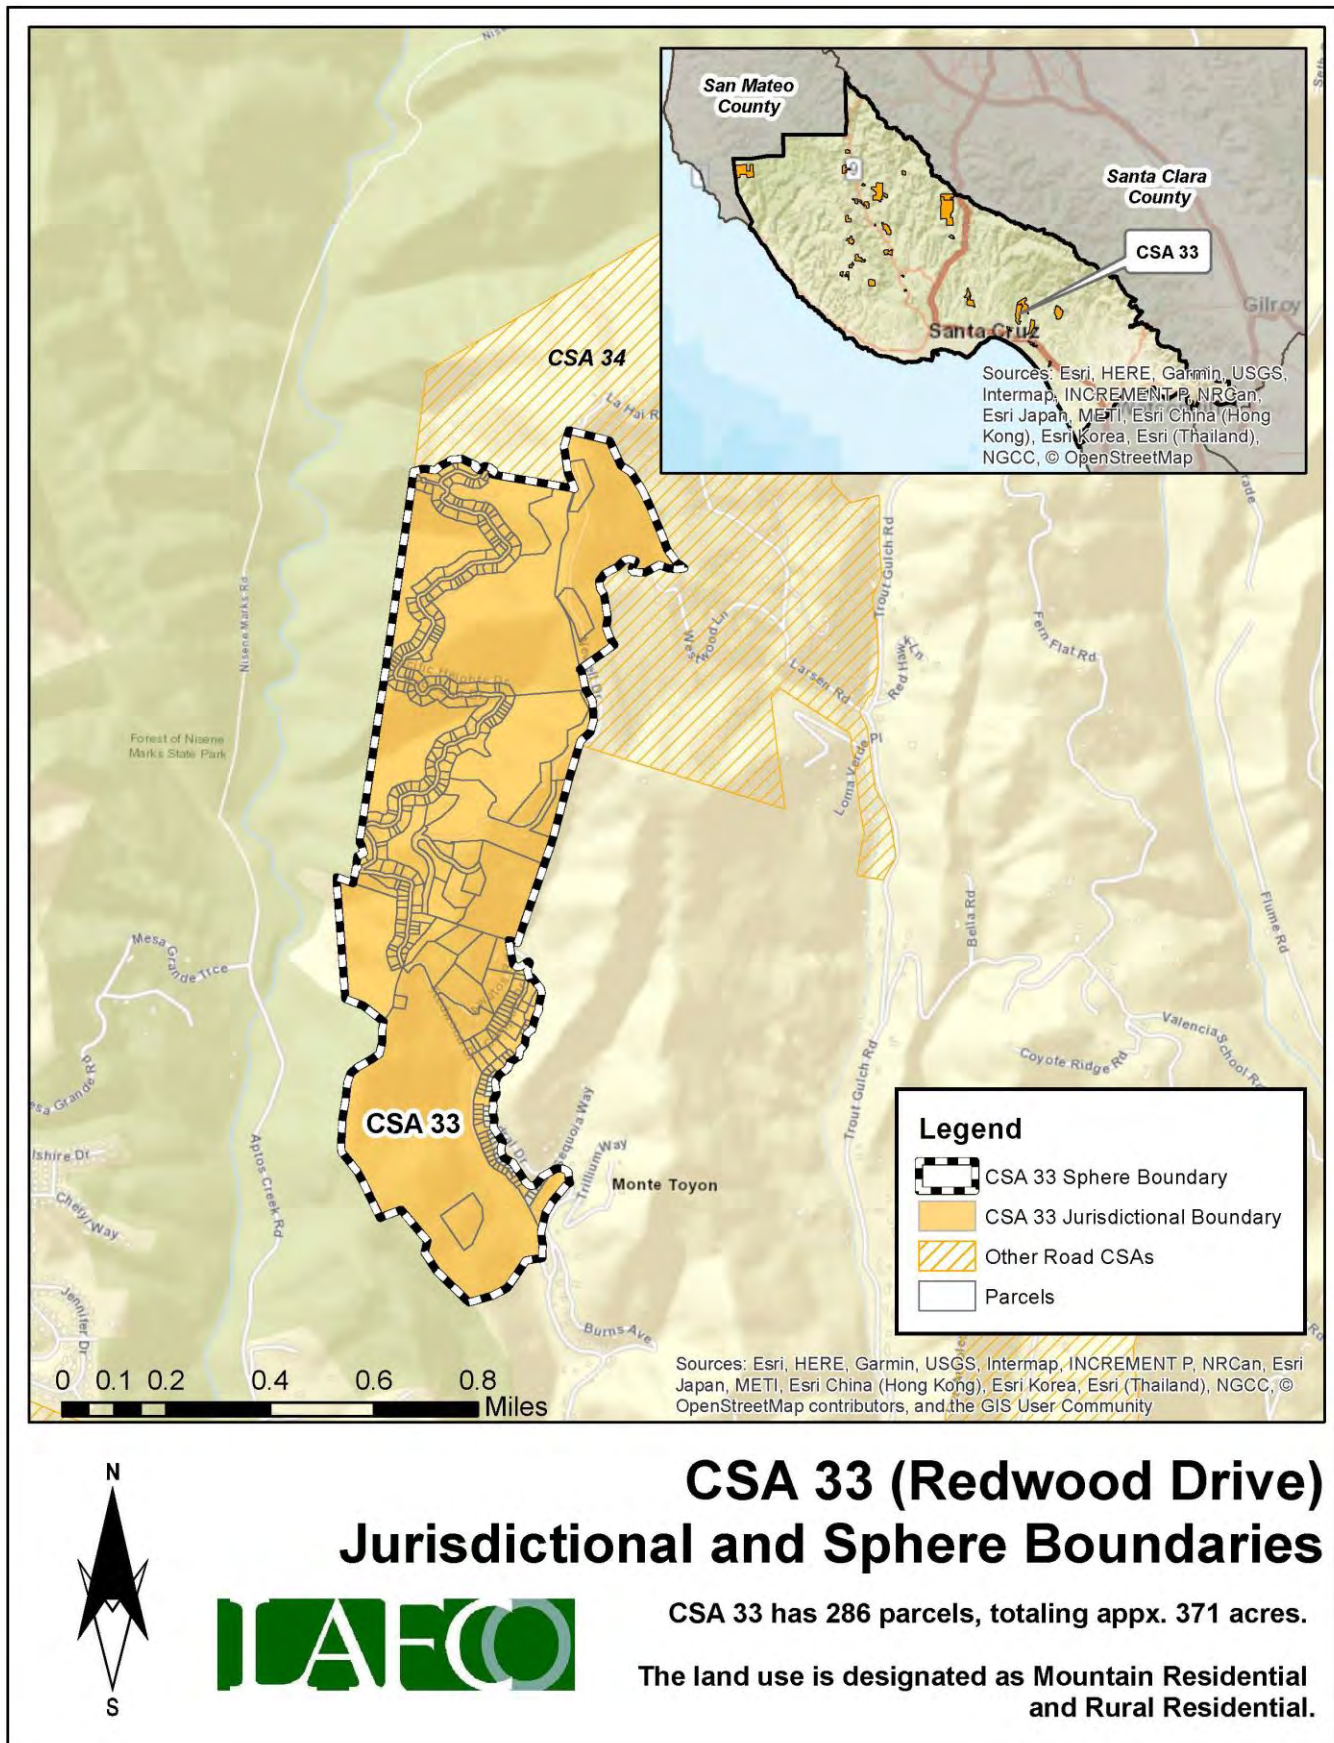 San Mateo
County
Santa Clara
County
9
CSA 33
Gilroy
Santa Cruz
Sources: Esri, HERE, Garmin, USGS,
Intermap, INCREMENT P, NRCan,
Esri Japan, METI, Esri China (Hong
Kong), Esri Korea, Esri (Thailand),
NGCC, © OpenStreetMap
CSA 34
La Hai R
Trout Gulch Rd
Nisene Marks Rd
Westwood Ln
Larsen Rd
Red Hawk Ln
Fern Flat Rd
Forest of Nisene
Marks State Park
Loma Verde Pl
Bella Rd
Flume Rd
Mesa Grande Trce
Valencia School R
Coyote Ridge Rd
esa Grande Rd
Trout Gulch Rd
CSA 33
Aptos Creek Rd
lshire Dr
Cherly Way
Dr
equoia Way
Trillium Way
Monte Toyon
Jennifer Dr
Burns Ave
Legend
CSA 33 Sphere Boundary
CSA 33 Jurisdictional Boundary
Other Road CSAs
Parcels
Sources: Esri, HERE, Garmin, USGS, Intermap, INCREMENT P, NRCan, Esri
Japan, METI, Esri China (Hong Kong), Esri Korea, Esri (Thailand), NGCC, ©
OpenStreetMap contributors, and the GIS User Community
0 0.1 0.2 0.4 0.6 0.8
Miles
N
S
CSA 33 (Redwood Drive)
Jurisdictional and Sphere Boundaries
LAFCO
CSA 33 has 286 parcels, totaling appx. 371 acres.
The land use is designated as Mountain Residential
and Rural Residential.